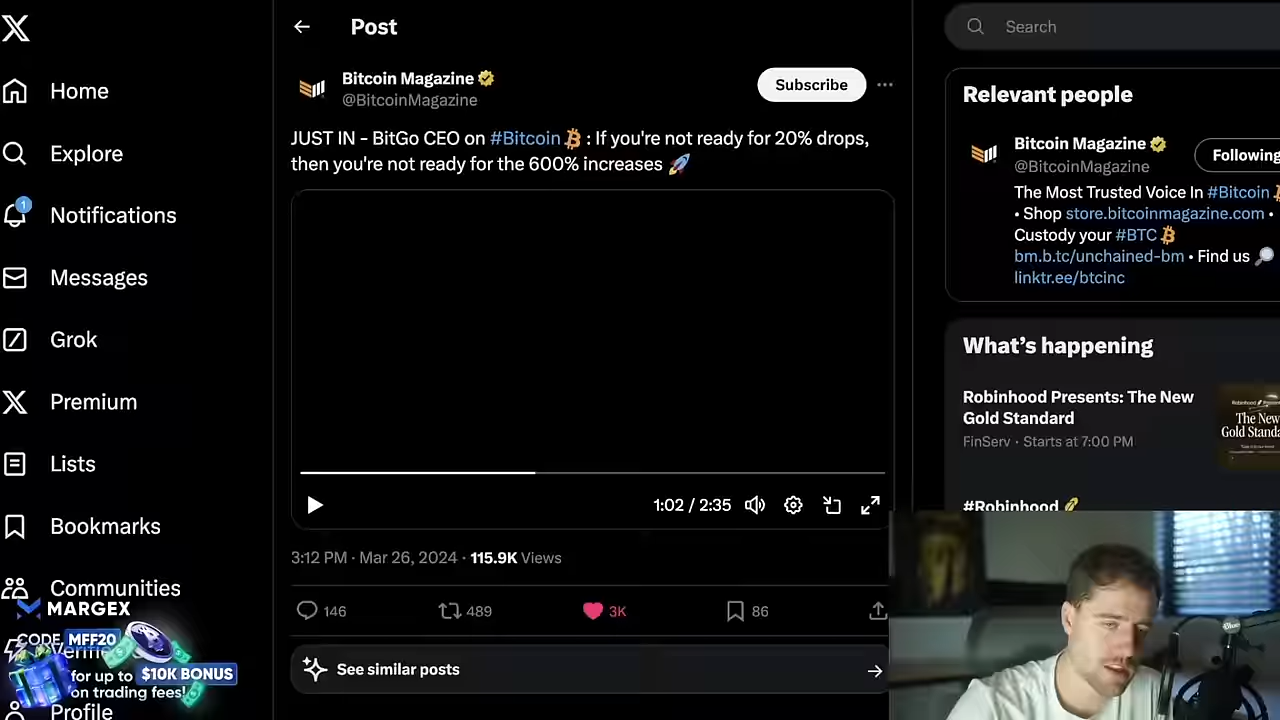 Post
Search
Home
Explore
1
Notifications
Messages
Grok
Premium
Lists
Bookmarks
Communities
Profile
Bitcoin Magazine
@BitcoinMagazine
Subscribe
JUST IN - BitGo CEO on #Bitcoin : If you're not ready for 20% drops,
then you're not ready for the 600% increases 🚀
1:02 / 2:35
3:12 PM · Mar 26, 2024 · 115.9K Views
146
489
3K
86
See similar posts
Relevant people
Bitcoin Magazine
@BitcoinMagazine
Following
The Most Trusted Voice In #Bitcoin
• Shop store.bitcoinmagazine.com •
Custody your #BTC
bm.b.tc/unchained-bm • Find us 🔎
linktr.ee/btcinc
What's happening
Robinhood Presents: The New
Gold Standard
FinServ · Starts at 7:00 PM
The New
#Robinhood
MARGEX
CODE MFF20
for up to $10K BONUS
on trading fees!